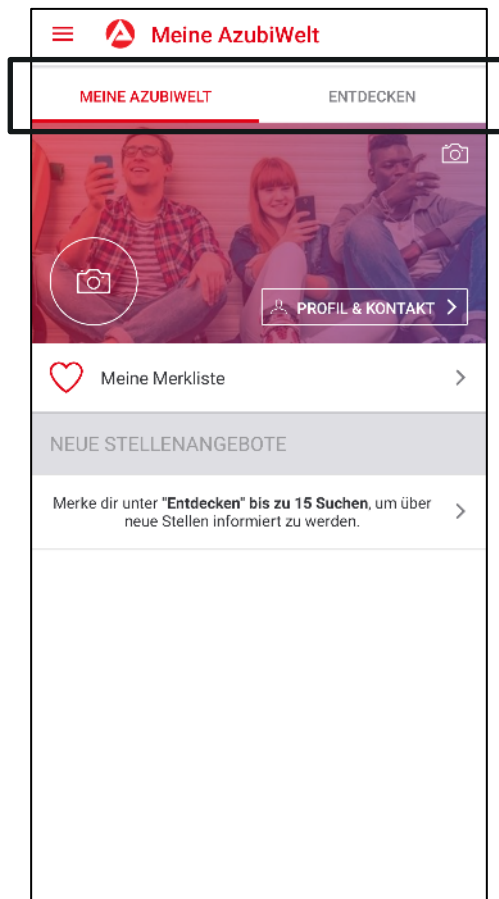 Meine AzubiWelt
MEINE AZUBIWELT
ENTDECKEN
PROFIL & KONTAKT
Meine Merkliste
NEUE STELLENANGEBOTE
Merke dir unter "Entdecken" bis zu 15 Suchen, um über
neue Stellen informiert zu werden.